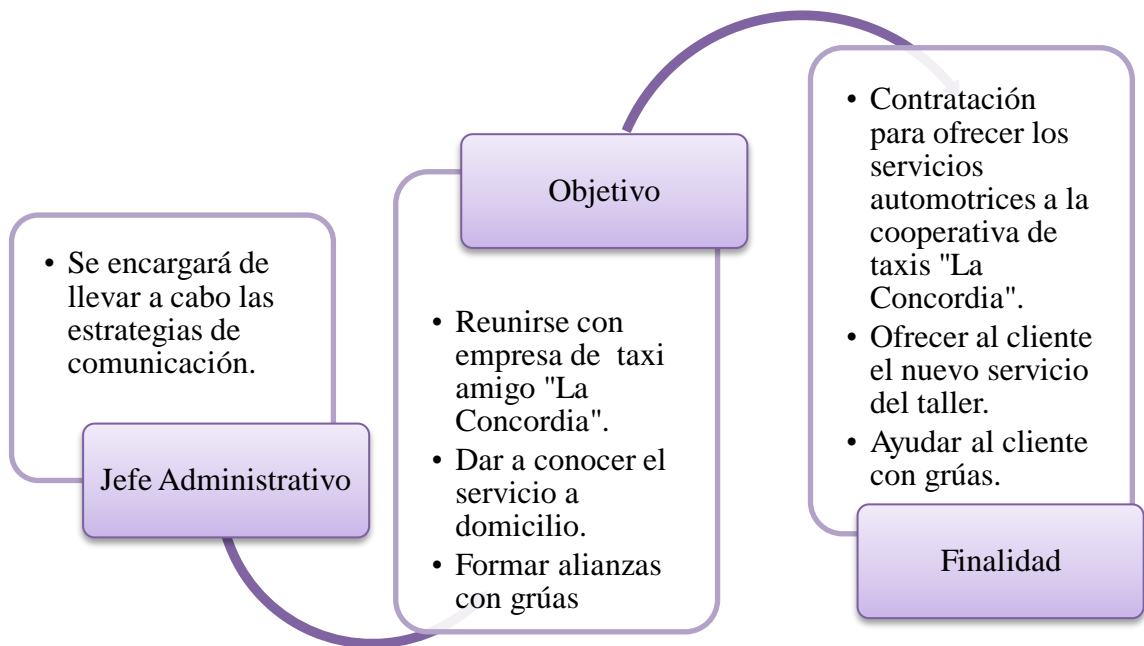 • Se encargará de
llevar a cabo las
estrategias de
comunicación.
Jefe Administrativo
Objetivo
• Reunirse con
empresa de  taxi
amigo "La
Concordia".
• Dar a conocer el
servicio a
domicilio.
• Formar alianzas
con grúas
• Contratación
para ofrecer los
servicios
automotrices a la
cooperativa de
taxis "La
Concordia".
• Ofrecer al cliente
el nuevo servicio
del taller.
• Ayudar al cliente
con grúas.
Finalidad